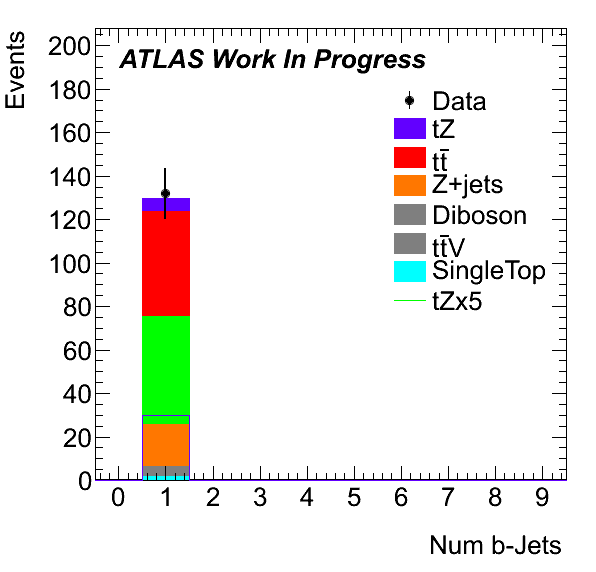 Events
200
180
160
140
120
100
80
60
40
20
0
ATLAS Work In Progress
Data
tZ
tt̄
Z+jets
Diboson
tt̄V
SingleTop
tZx5
0 1 2 3 4 5 6 7 8 9
Num b-Jets